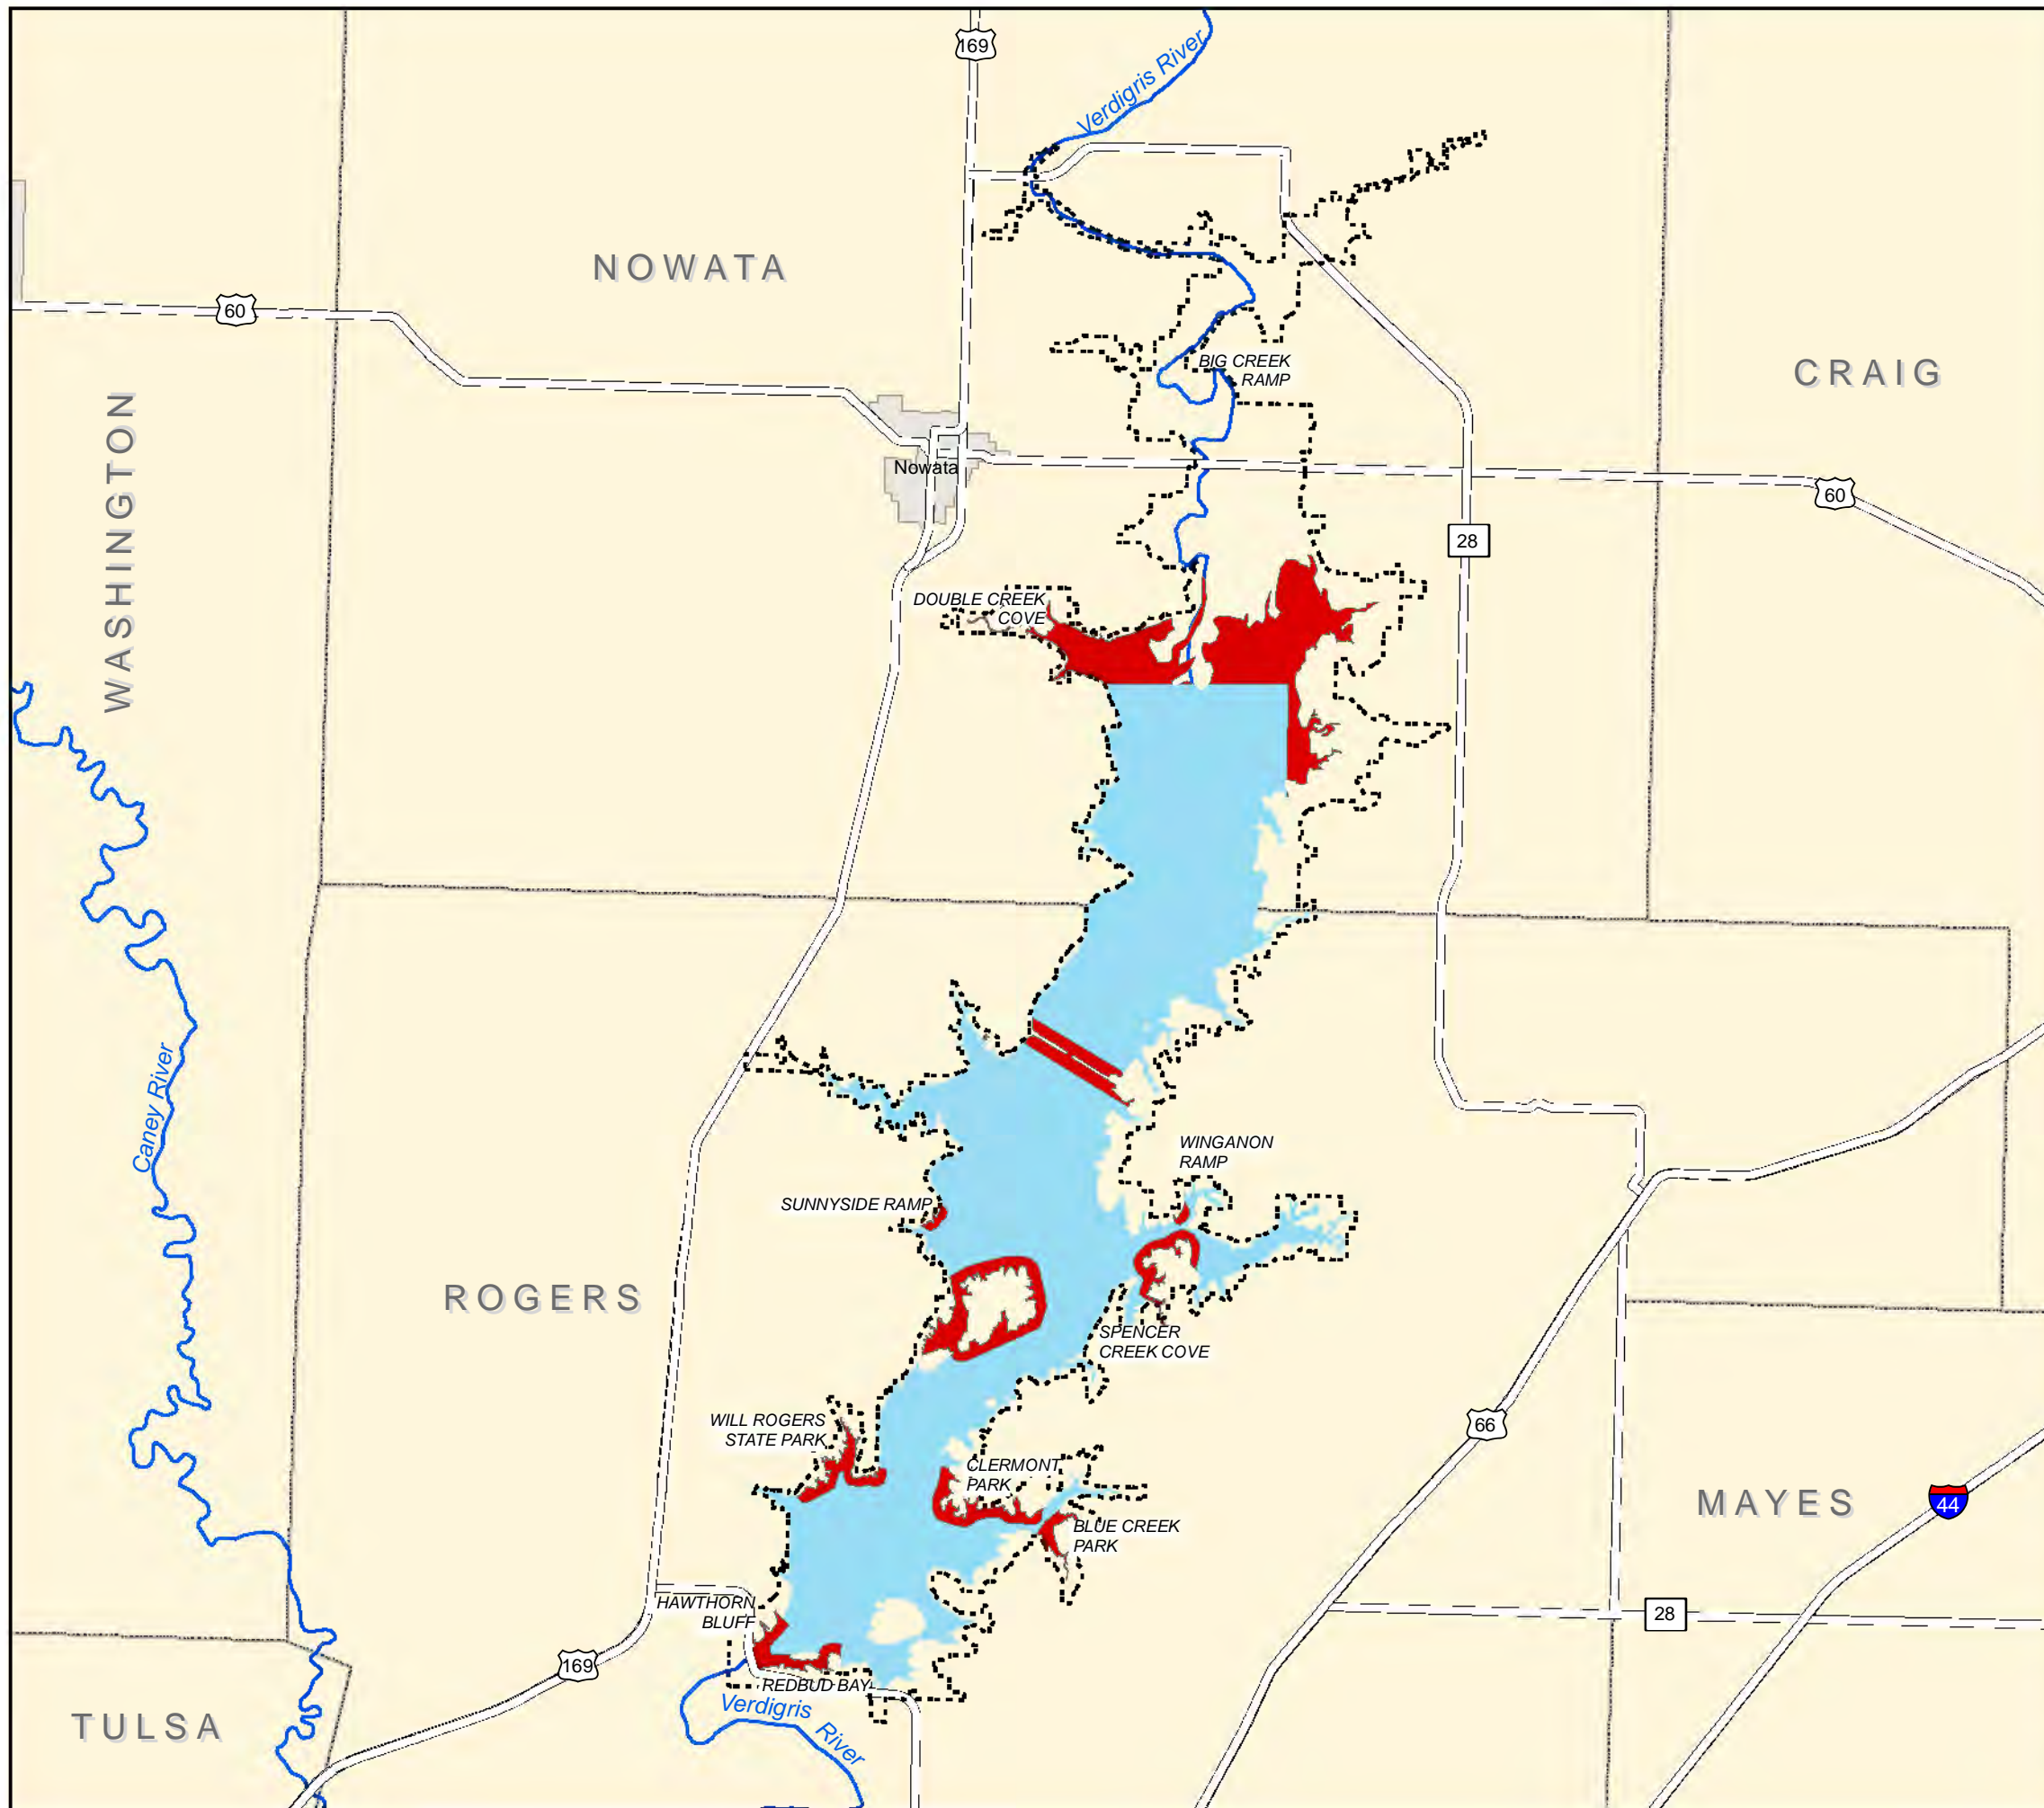 169
Verdigris River
NOWATA
60
BIG CREEK
RAMP
CRAIG
WASHINGTON
Nowata
60
28
DOUBLE CREEK
COVE
Caney River
WINGANON
RAMP
SUNNYSIDE RAMP
ROGERS
SPENCER
CREEK COVE
WILL ROGERS
STATE PARK
66
CLERMONT
PARK
MAYES
44
BLUE CREEK
PARK
HAWTHORN
BLUFF
28
169
REDBUD BAY
Verdigris River
TULSA